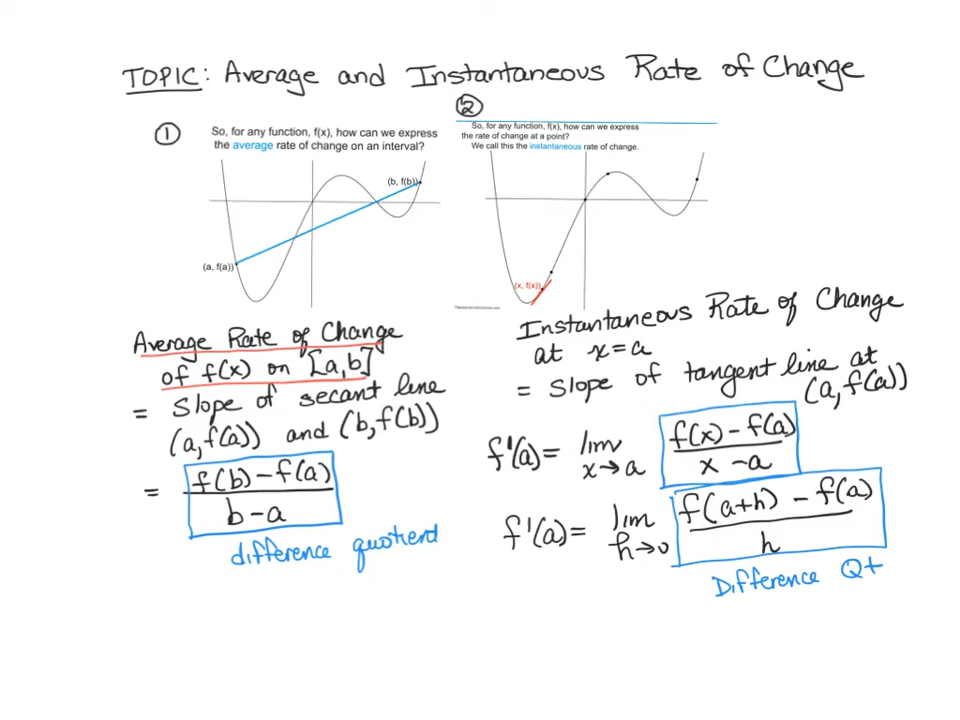 TOPIC: Average and Instantaneous Rate of Change
①
So, for any function, f(x), how can we express
the average rate of change on an interval?
(b, f(b))
(a, f(a))
Average Rate of Change
of f(x) on [a,b]
= Slope of secant line
(a,f(a)) and (b,f(b))
= f(b)-f(a)
b-a
difference quotient
②
So, for any function, f(x), how can we express
the rate of change at a point?
We call this the instantaneous rate of change.
(x, f(x))
Instantaneous Rate of Change
at x=a
= Slope of tangent line at
(a, f(a))
f'(a)= lim f(x)-f(a)
x→a x-a
f'(a)= lim f(a+h) - f(a)
h→0 h
Difference Qt